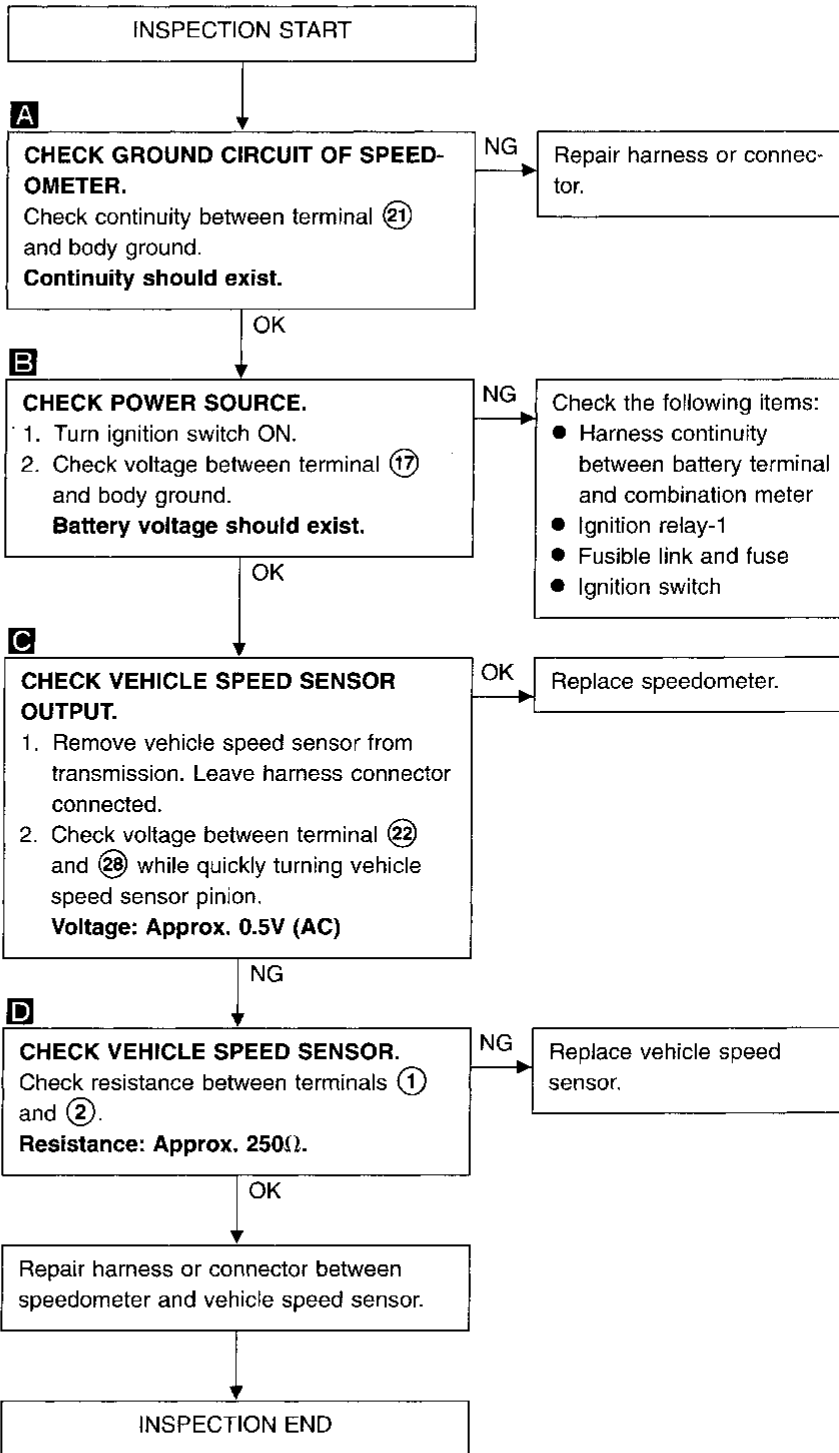 INSPECTION START
A
CHECK GROUND CIRCUIT OF SPEED-
OMETER.
Check continuity between terminal ㉑
and body ground.
Continuity should exist.
NG
Repair harness or connec-
tor.
OK
B
CHECK POWER SOURCE.
1. Turn ignition switch ON.
2. Check voltage between terminal ⑰
and body ground.
Battery voltage should exist.
NG
Check the following items:
● Harness continuity
between battery terminal
and combination meter
● Ignition relay-1
● Fusible link and fuse
● Ignition switch
OK
C
CHECK VEHICLE SPEED SENSOR
OUTPUT.
1. Remove vehicle speed sensor from
transmission. Leave harness connector
connected.
2. Check voltage between terminal ㉒
and ㉘ while quickly turning vehicle
speed sensor pinion.
Voltage: Approx. 0.5V (AC)
OK
Replace speedometer.
NG
D
CHECK VEHICLE SPEED SENSOR.
Check resistance between terminals ①
and ②.
Resistance: Approx. 250Ω.
NG
Replace vehicle speed
sensor.
OK
Repair harness or connector between
speedometer and vehicle speed sensor.
INSPECTION END